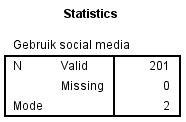 Statistics
Gebruik social media
N Valid 201
Missing 0
Mode 2